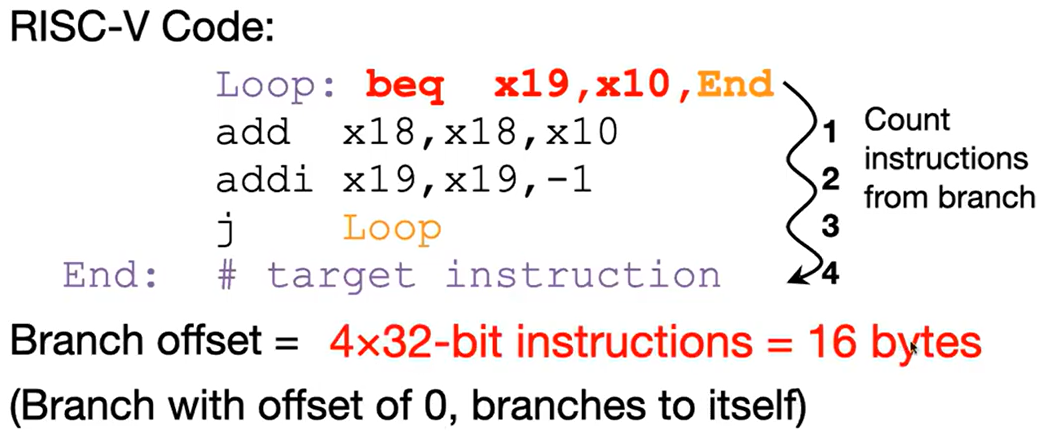 RISC-V Code:
Loop: beq x19,x10,End
add x18,x18,x10
1 Count
instructions
addi x19,x19,-1
2 from branch
j Loop
3
End: # target instruction
4
Branch offset = 4×32-bit instructions = 16 bytes
(Branch with offset of 0, branches to itself)